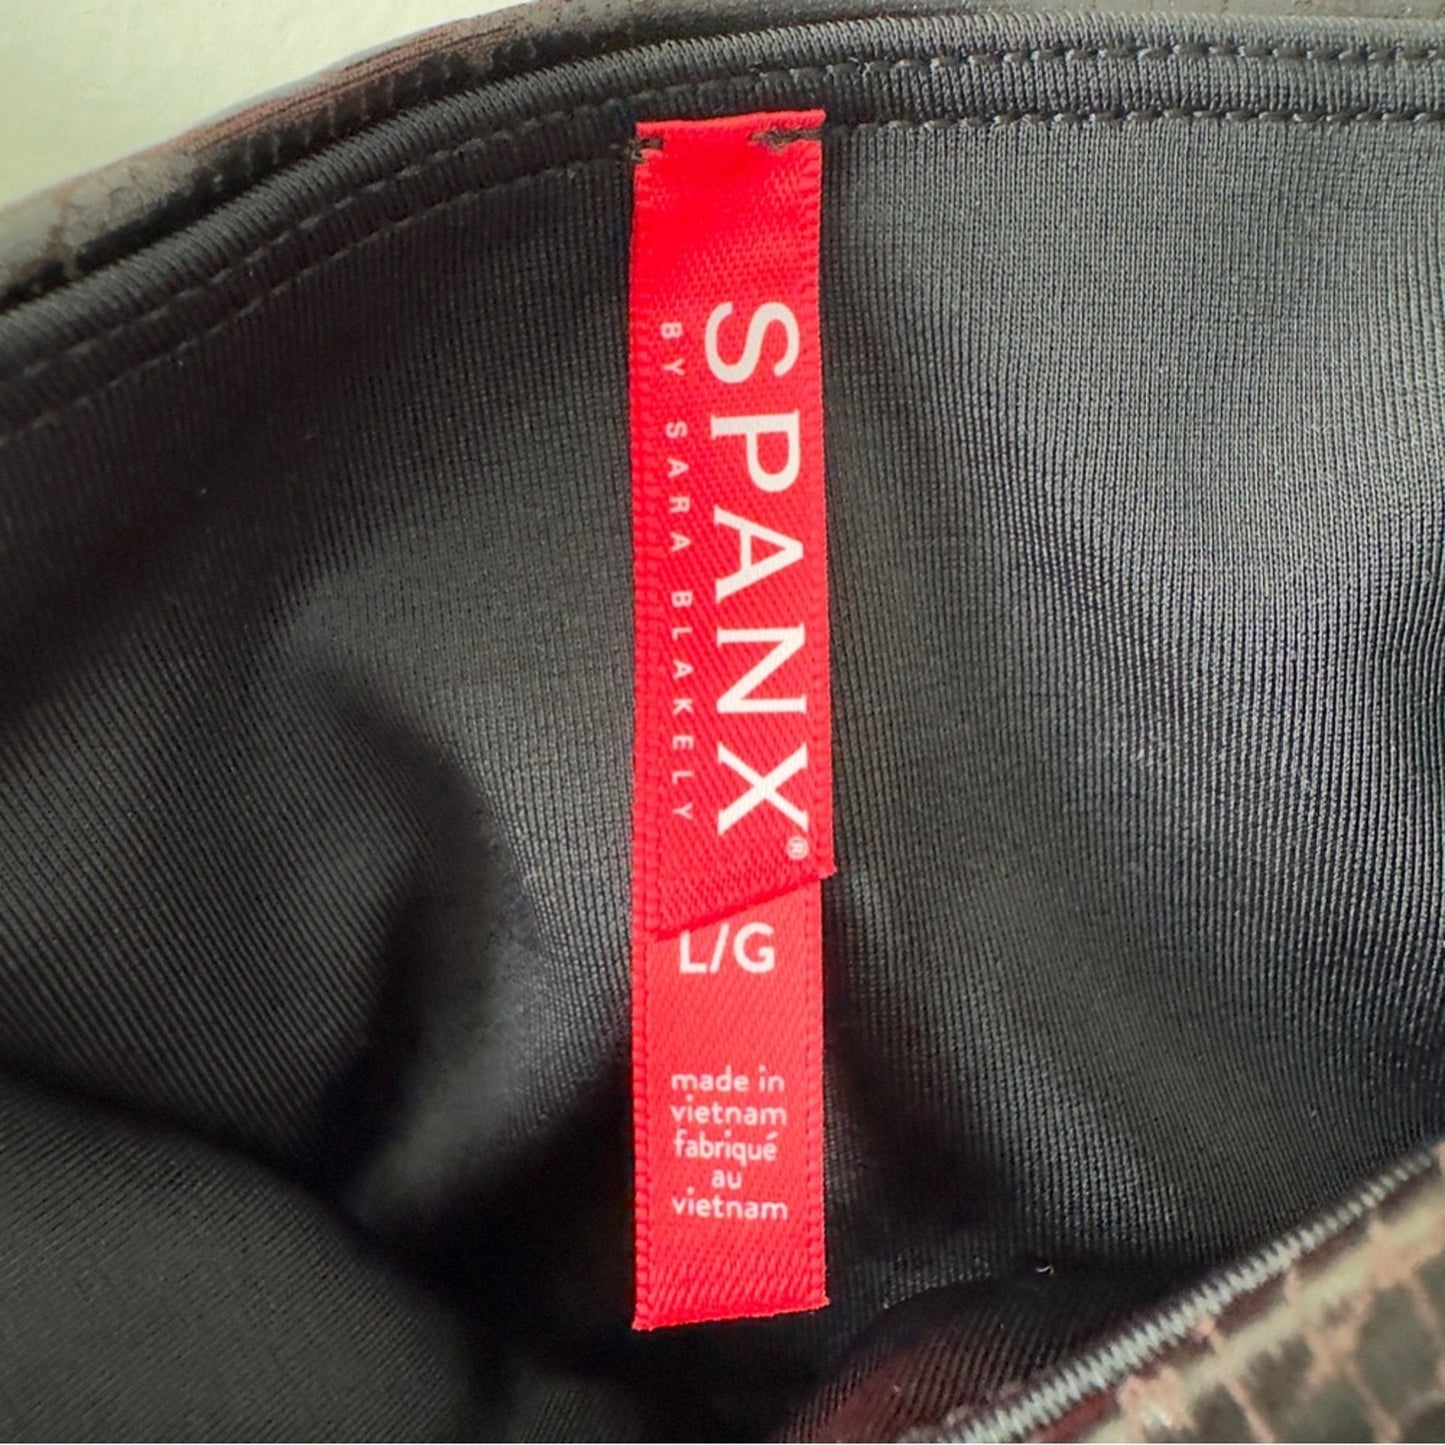 SPANX®
BY SARA BLAKELY
L/G
made in
vietnam
fabriqué
au
vietnam